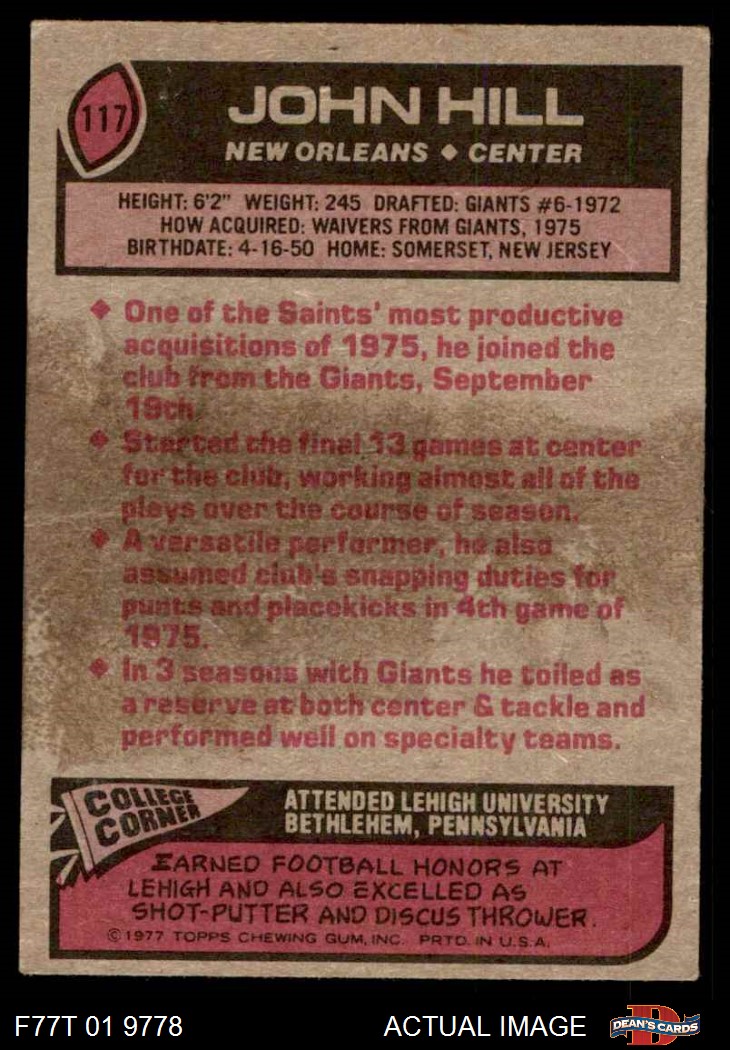 117
JOHN HILL
NEW ORLEANS ◆ CENTER
HEIGHT: 6'2" WEIGHT: 245 DRAFTED: GIANTS #6-1972
HOW ACQUIRED: WAIVERS FROM GIANTS, 1975
BIRTHDATE: 4-16-50 HOME: SOMERSET, NEW JERSEY
◆ One of the Saints' most productive
acquisitions of 1975, he joined the
club from the Giants, September
19th.
◆ Started the final 13 games at center
for the club, working almost all of the
plays over the course of season.
◆ A versatile performer, he also
assumed club's snapping duties for
punts and placekicks in 4th game of
1975.
◆ In 3 seasons with Giants he toiled as
a reserve at both center & tackle and
performed well on specialty teams.
COLLEGE
CORNER
ATTENDED LEHIGH UNIVERSITY
BETHLEHEM, PENNSYLVANIA
EARNED FOOTBALL HONORS AT
LEHIGH AND ALSO EXCELLED AS
SHOT-PUTTER AND DISCUS THROWER.
©1977 TOPPS CHEWING GUM, INC. PRTD. IN U.S.A.
F77T 01 9778 ACTUAL IMAGE
D
DEAN'S CARDS